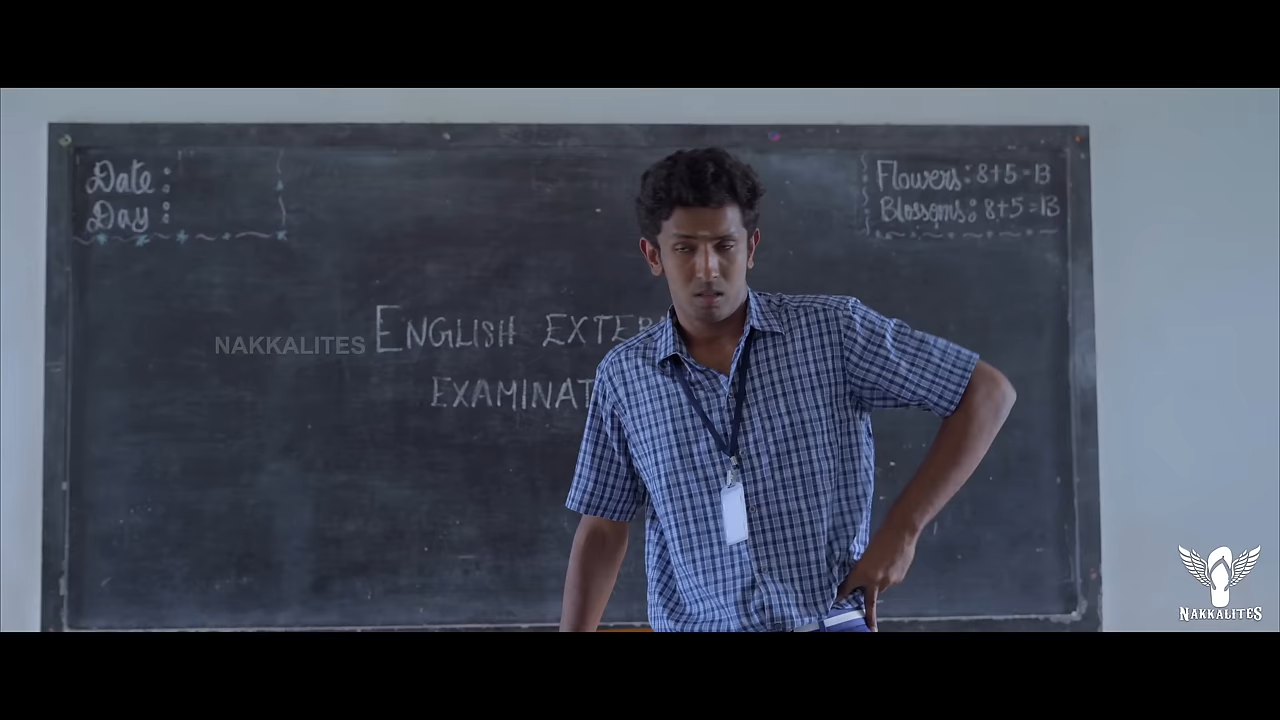 Date :
Day :
Flowers: 8+5=13
Blossoms: 8+5=13
ENGLISH EXTER
EXAMINAT
NAKKALITES
NAKKALITES